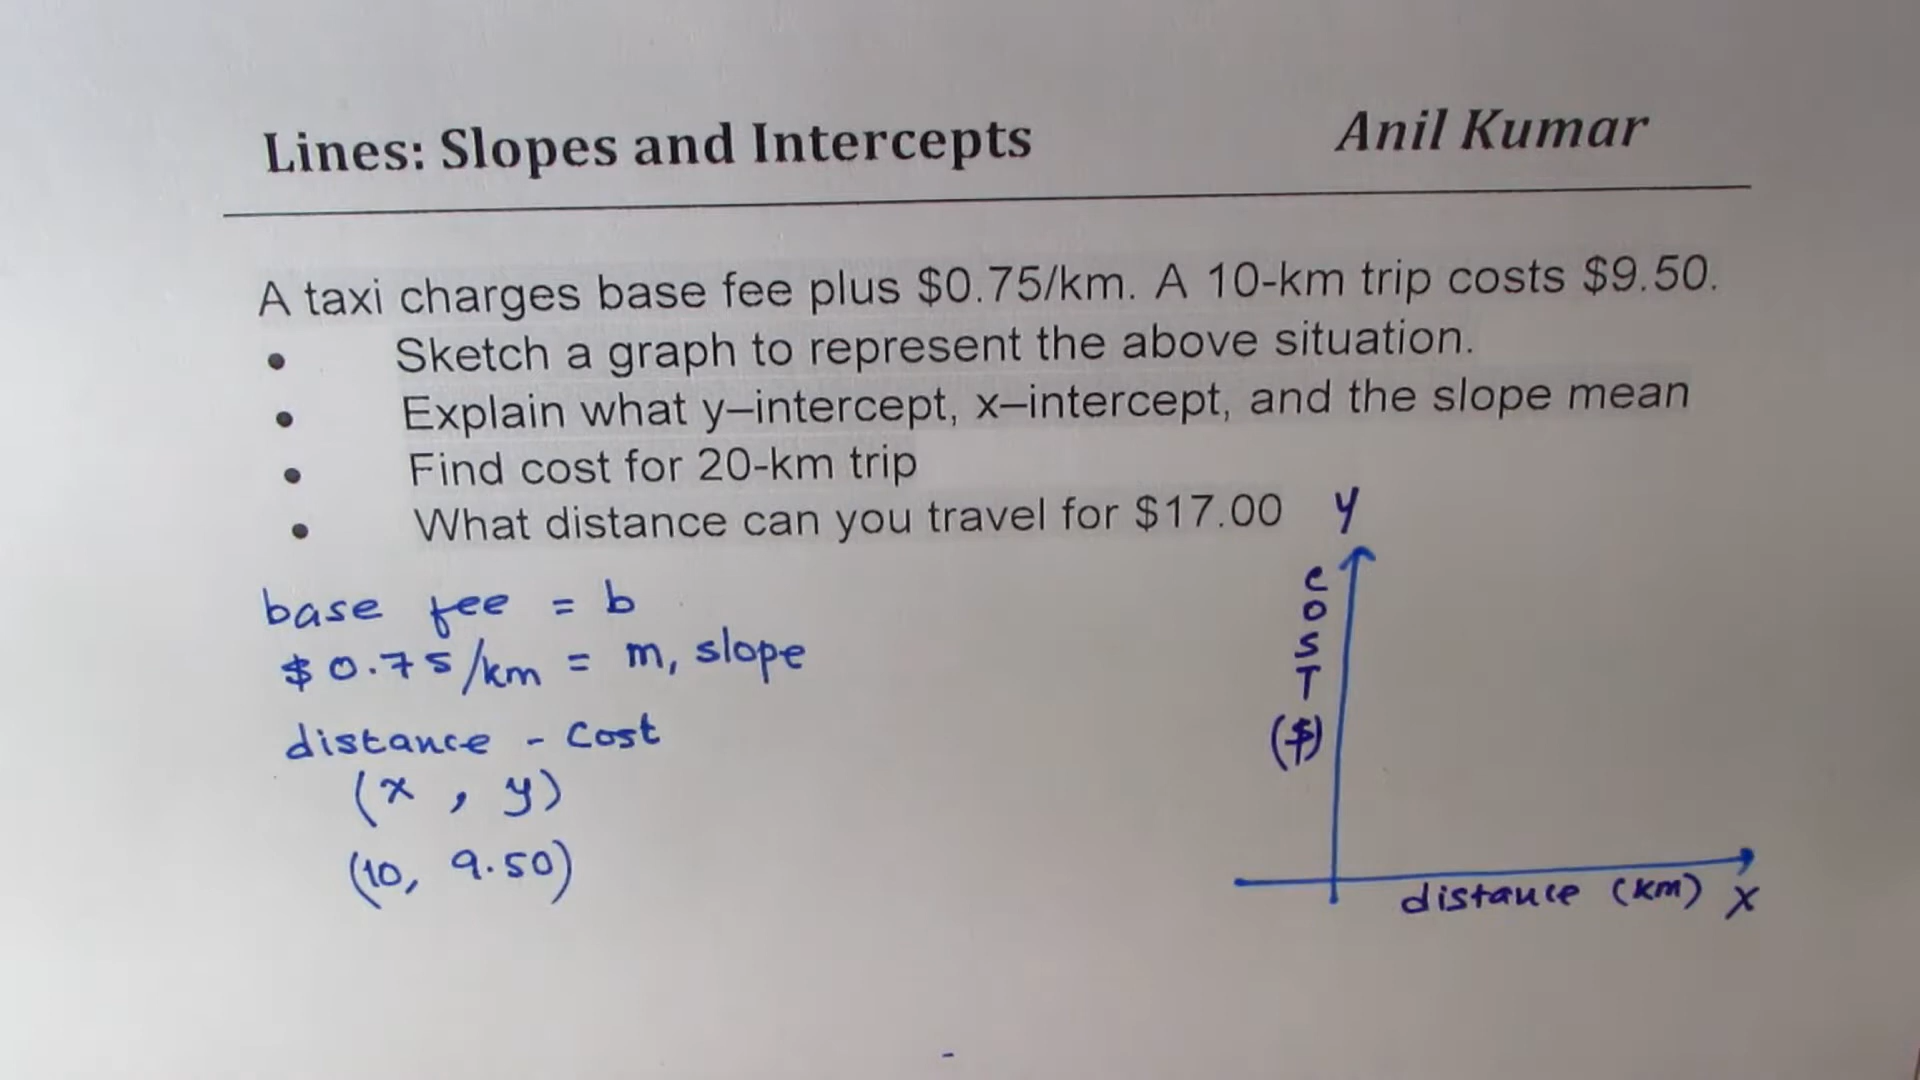 Lines: Slopes and Intercepts Anil Kumar
A taxi charges base fee plus $0.75/km. A 10-km trip costs $9.50.
• Sketch a graph to represent the above situation.
• Explain what y–intercept, x–intercept, and the slope mean
• Find cost for 20-km trip
• What distance can you travel for $17.00
base fee = b
$0.75/km = m, slope
distance - Cost
(x , y)
(10, 9.50)
y
COST
($)
distance (km) x